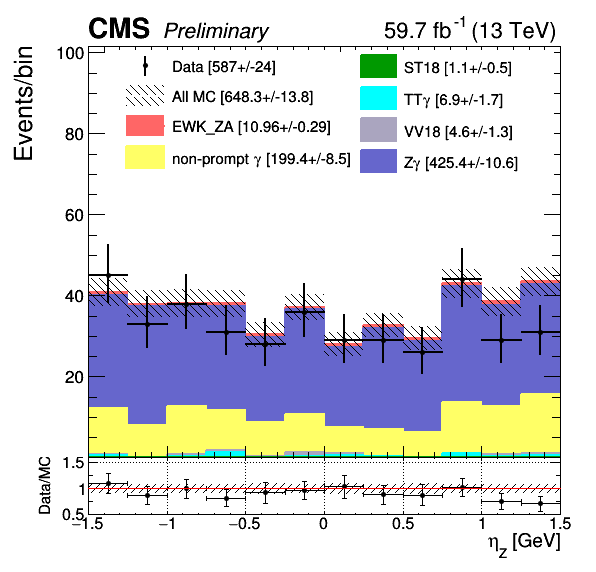 CMS Preliminary 59.7 fb⁻¹ (13 TeV)
Events/bin
100
80
60
40
20
Data [587+/-24]
All MC [648.3+/-13.8]
EWK_ZA [10.96+/-0.29]
non-prompt γ [199.4+/-8.5]
ST18 [1.1+/-0.5]
TTγ [6.9+/-1.7]
VV18 [4.6+/-1.3]
Zγ [425.4+/-10.6]
Data/MC
1.5
1
0.5
−1.5 −1 −0.5 0 0.5 1 1.5
η_Z [GeV]